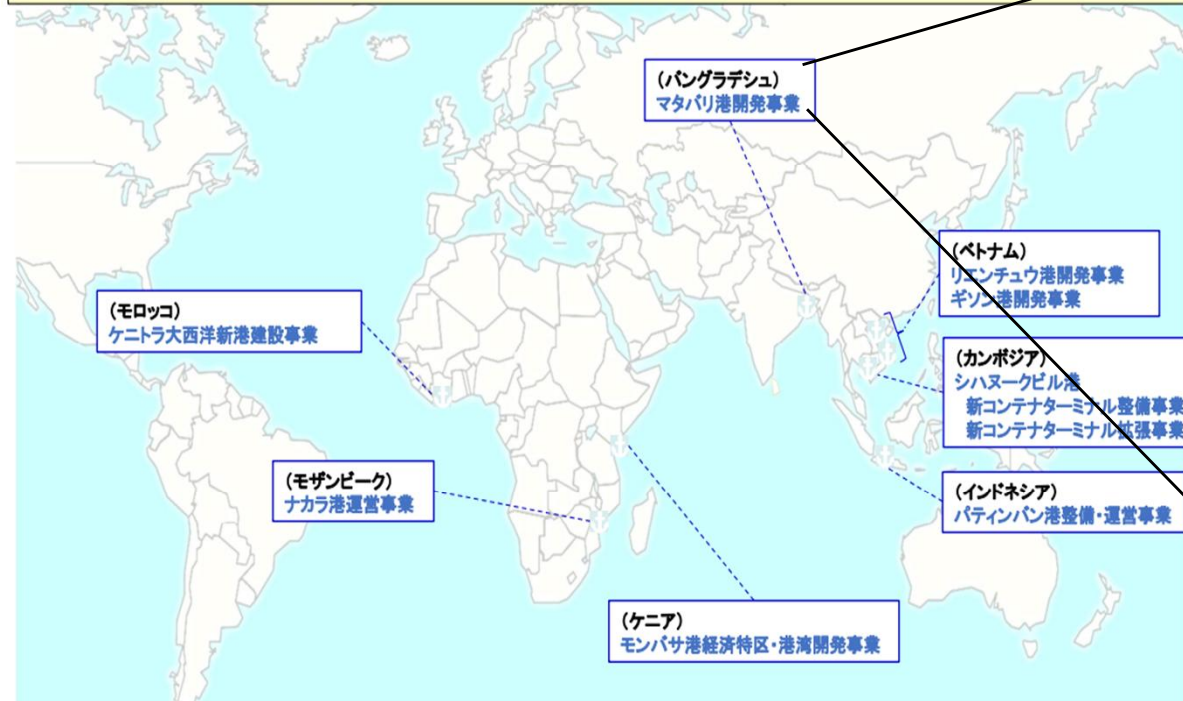 (バングラデシュ)
マタバリ港開発事業
(ベトナム)
リエンチュウ港開発事業
ギソン港開発事業
(モロッコ)
ケニトラ大西洋新港建設事業
(カンボジア)
シハヌークビル港
新コンテナターミナル整備事業
新コンテナターミナル拡張事業
(モザンビーク)
ナカラ港運営事業
(インドネシア)
パティンバン港整備・運営事業
(ケニア)
モンバサ港経済特区・港湾開発事業